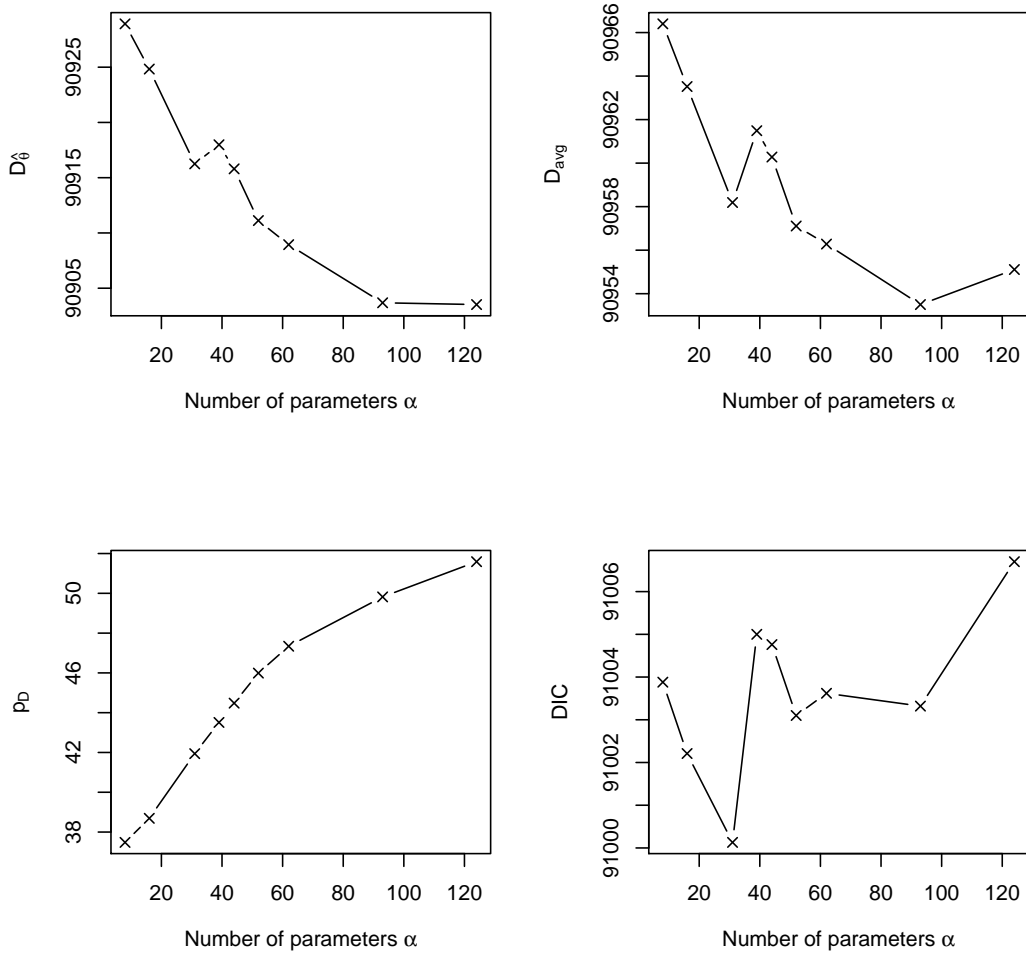 90925
90915
90905
D_θ̂
20 40 60 80 100 120
Number of parameters α
90966
90962
90958
90954
D_avg
20 40 60 80 100 120
Number of parameters α
50
46
42
38
p_D
20 40 60 80 100 120
Number of parameters α
91006
91004
91002
91000
DIC
20 40 60 80 100 120
Number of parameters α